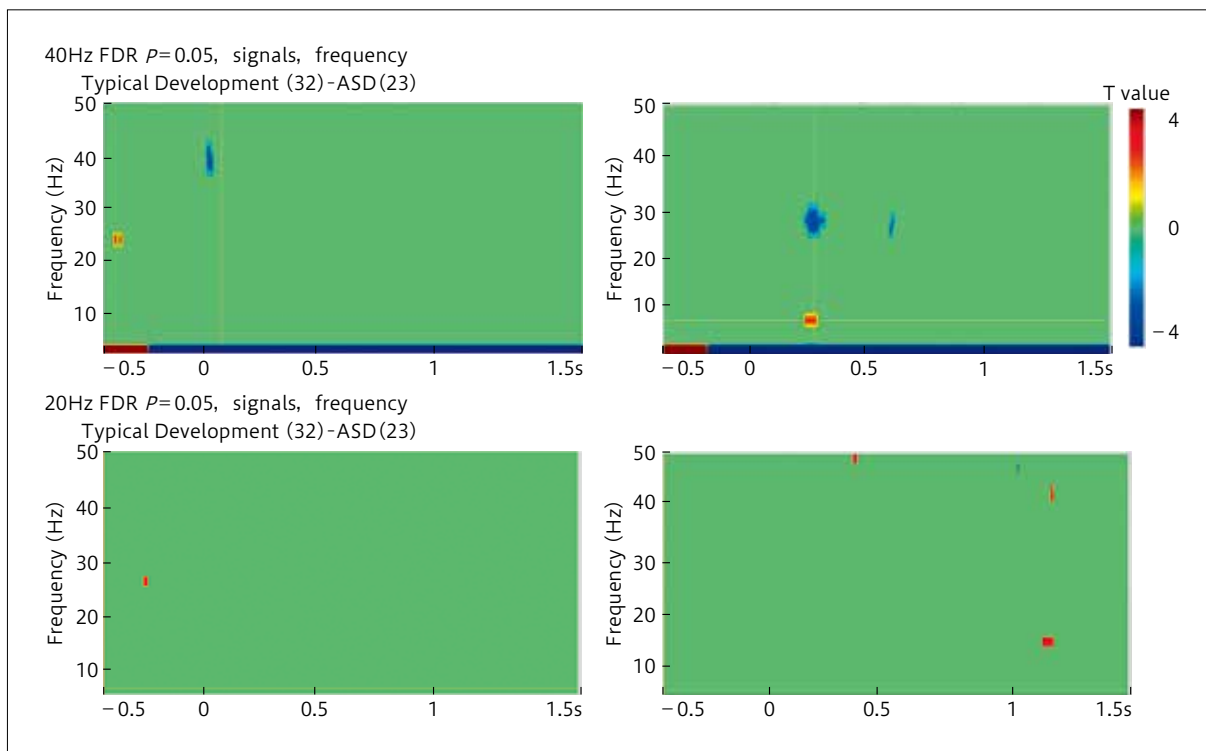 40Hz FDR P=0.05, signals, frequency
Typical Development (32)-ASD(23)
T value
50
40
30
20
10
Frequency (Hz)
−0.5 0 0.5 1 1.5s
50
40
30
20
10
Frequency (Hz)
−0.5 0 0.5 1 1.5s
4
0
−4
20Hz FDR P=0.05, signals, frequency
Typical Development (32)-ASD(23)
50
40
30
20
10
Frequency (Hz)
−0.5 0 0.5 1 1.5s
50
40
30
20
10
Frequency (Hz)
−0.5 0 0.5 1 1.5s